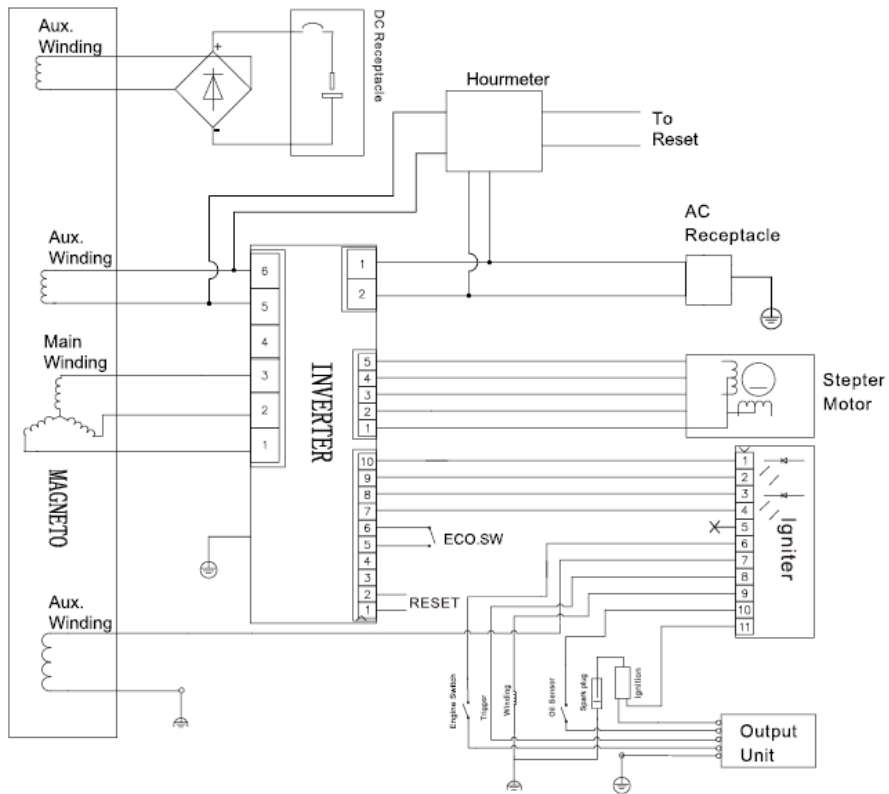 Aux.
Winding
+
-
DC Receptacle
Hourmeter
To
Reset
AC
Receptacle
Aux.
Winding
6
5
4
3
2
1
1
2
INVERTER
Main
Winding
MAGNETO
5
4
3
2
1
Stepter
Motor
10
9
8
7
6
5
4
3
2
1
ECO.SW
RESET
1
2
3
4
5
6
7
8
9
10
11
Igniter
Aux.
Winding
Engine Switch
Trigger
Winding
Oil Sensor
Spark plug
Ignition
Output
Unit